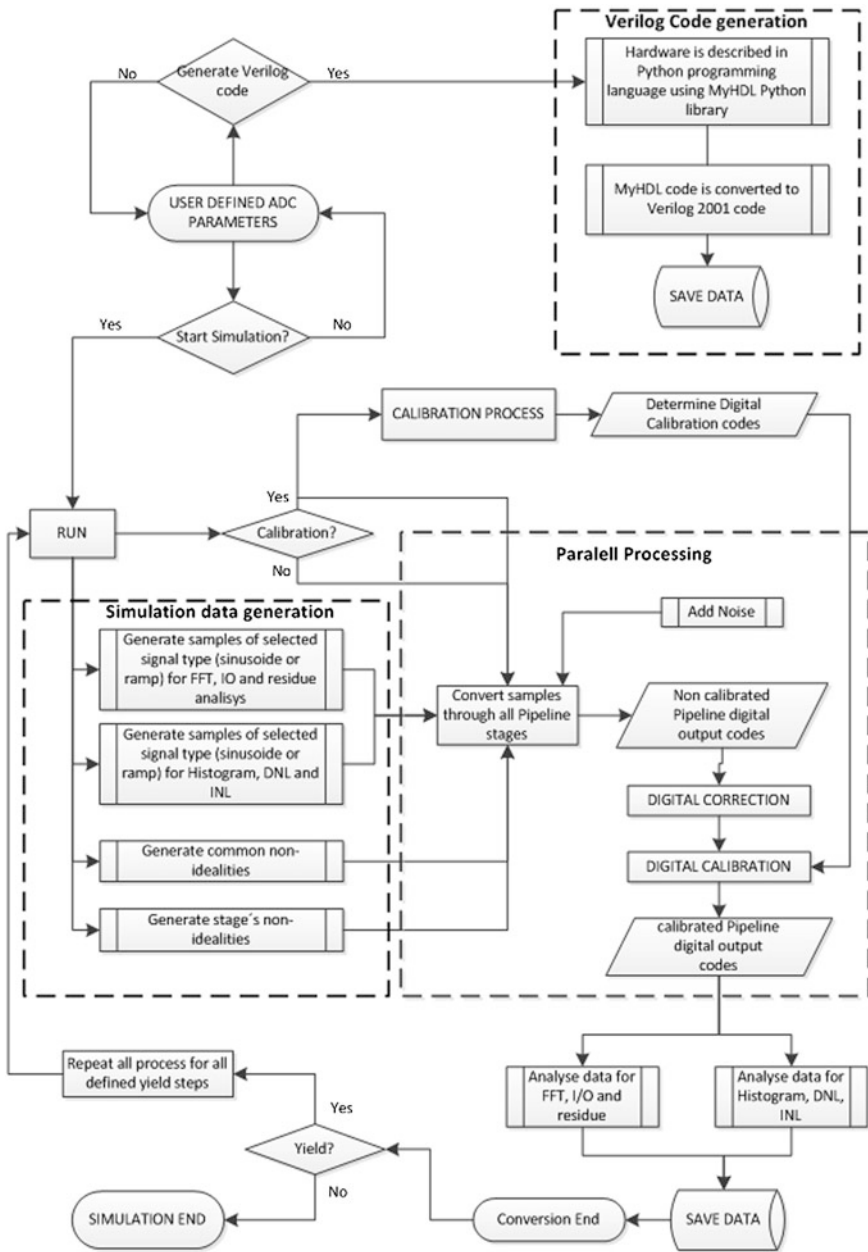 Verilog Code generation
No
Generate Verilog
code
Yes
Hardware is described in
Python programming
language using MyHDL Python
library
USER DEFINED ADC
PARAMETERS
MyHDL code is converted to
Verilog 2001 code
SAVE DATA
Yes
Start Simulation?
No
CALIBRATION PROCESS
Determine Digital
Calibration codes
Yes
RUN
Calibration?
No
Paralell Processing
Simulation data generation
Add Noise
Generate samples of selected
signal type (sinusoide or
ramp) for FFT, IO and residue
analisys
Convert samples
through all Pipeline
stages
Non calibrated
Pipeline digital
output codes
Generate samples of selected
signal type (sinusoide or
ramp) for Histogram, DNL and
INL
DIGITAL CORRECTION
Generate common non-
idealities
DIGITAL CALIBRATION
Generate stage´s non-
idealities
calibrated Pipeline
digital output
codes
Repeat all process for all
defined yield steps
Analyse data for
FFT, I/O and
residue
Analyse data for
Histogram, DNL,
INL
Yes
Yield?
No
SIMULATION END
Conversion End
SAVE DATA